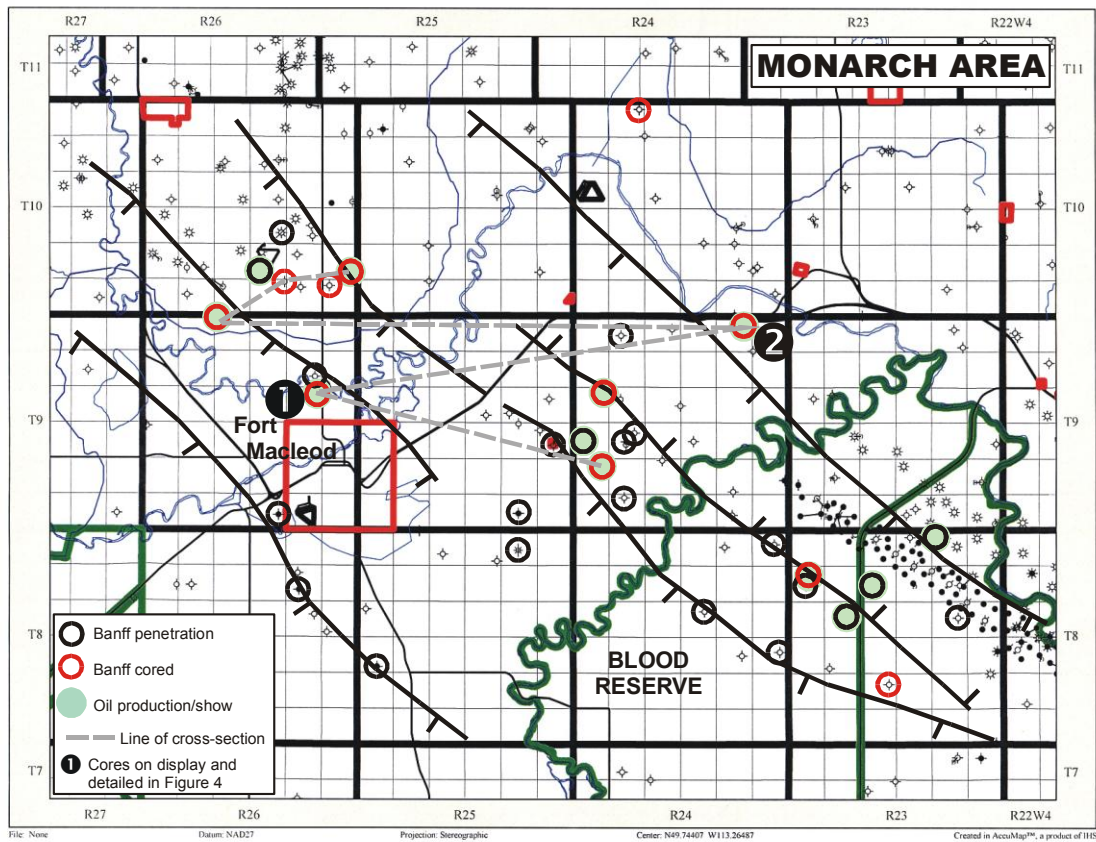 R27 R26 R25 R24 R23 R22W4
T11 T11
MONARCH AREA
T10 T10
2
1
T9 T9
Fort
Macleod
T8 T8
BLOOD
RESERVE
Banff penetration
Banff cored
Oil production/show
Line of cross-section
1 Cores on display and
detailed in Figure 4
T7 T7
R27 R26 R25 R24 R23 R22W4
File: None Datum: NAD27 Projection: Stereographic Center: N49.74407 W113.26487 Created in AccuMap™, a product of IHS